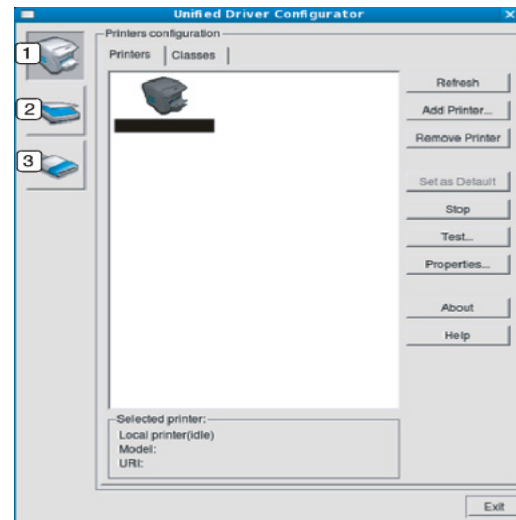 Unified Driver Configurator
Printers configuration
1
Printers Classes
2
3
Refresh
Add Printer...
Remove Printer
Set as Default
Stop
Test...
Properties...
About
Help
Selected printer:
Local printer(idle)
Model:
URI:
Exit